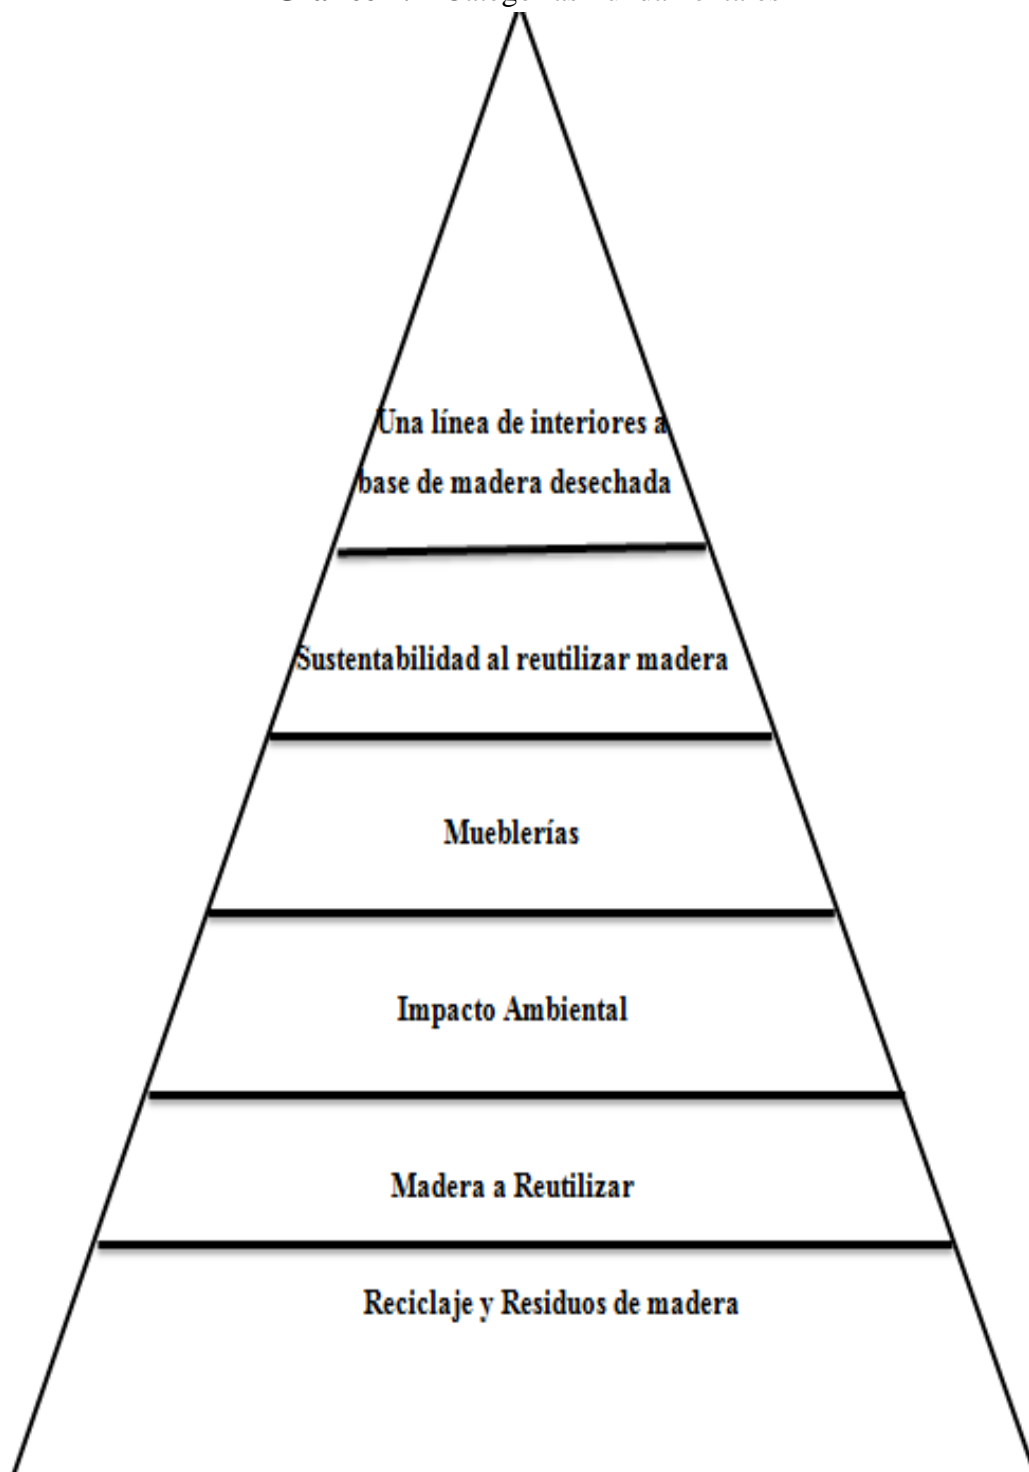 Una línea de interiores a
base de madera desechada
Sustentabilidad al reutilizar madera
Mueblerías
Impacto Ambiental
Madera a Reutilizar
Reciclaje y Residuos de madera